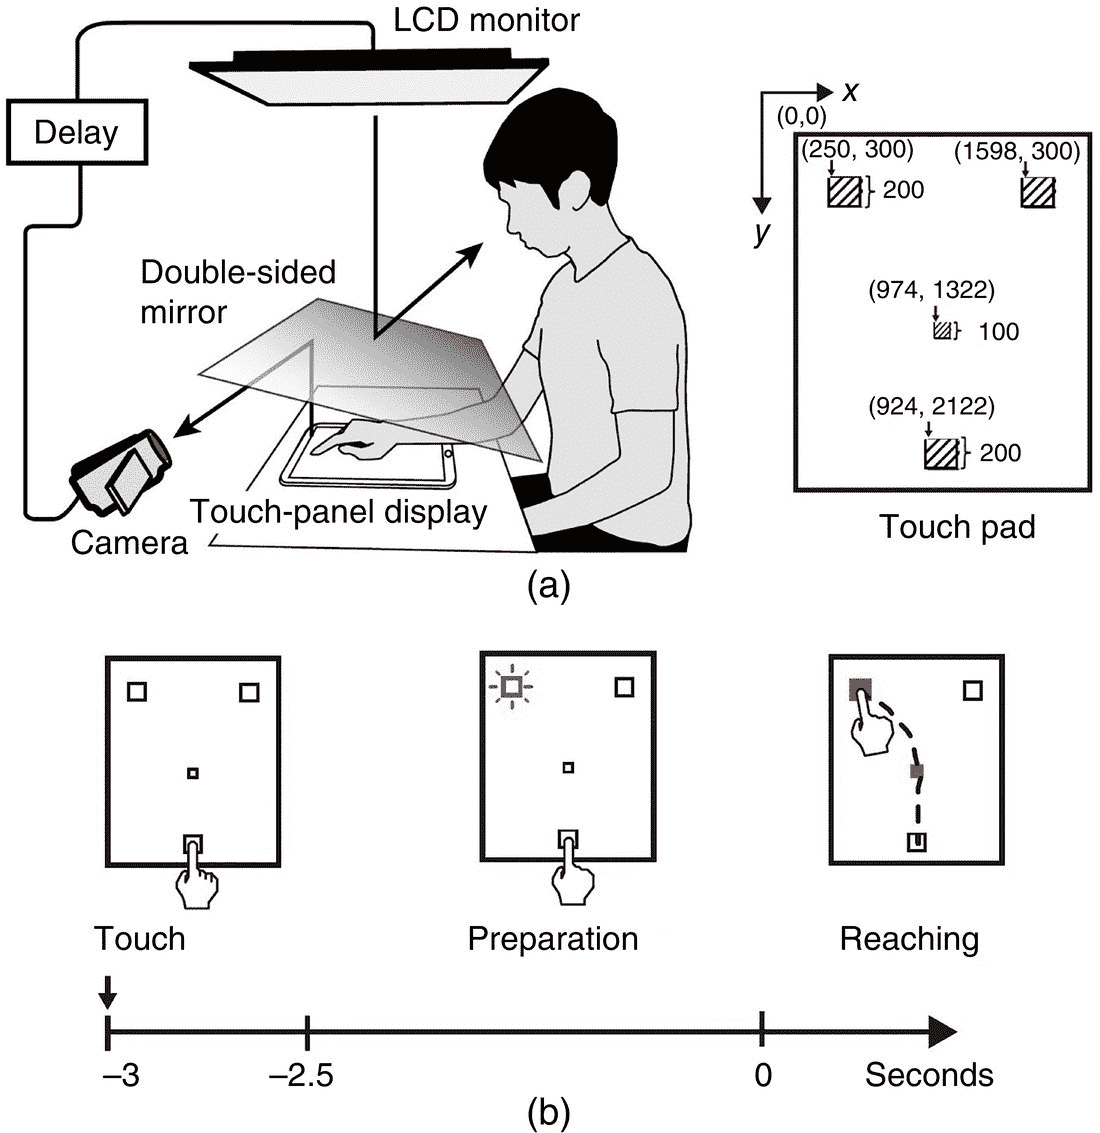 LCD monitor
Delay
Double-sided
mirror
Touch-panel display
Camera
x
(0,0)
y
(250, 300)
(1598, 300)
200
(974, 1322)
100
(924, 2122)
200
Touch pad
(a)
Touch
Preparation
Reaching
–3
–2.5
0
Seconds
(b)